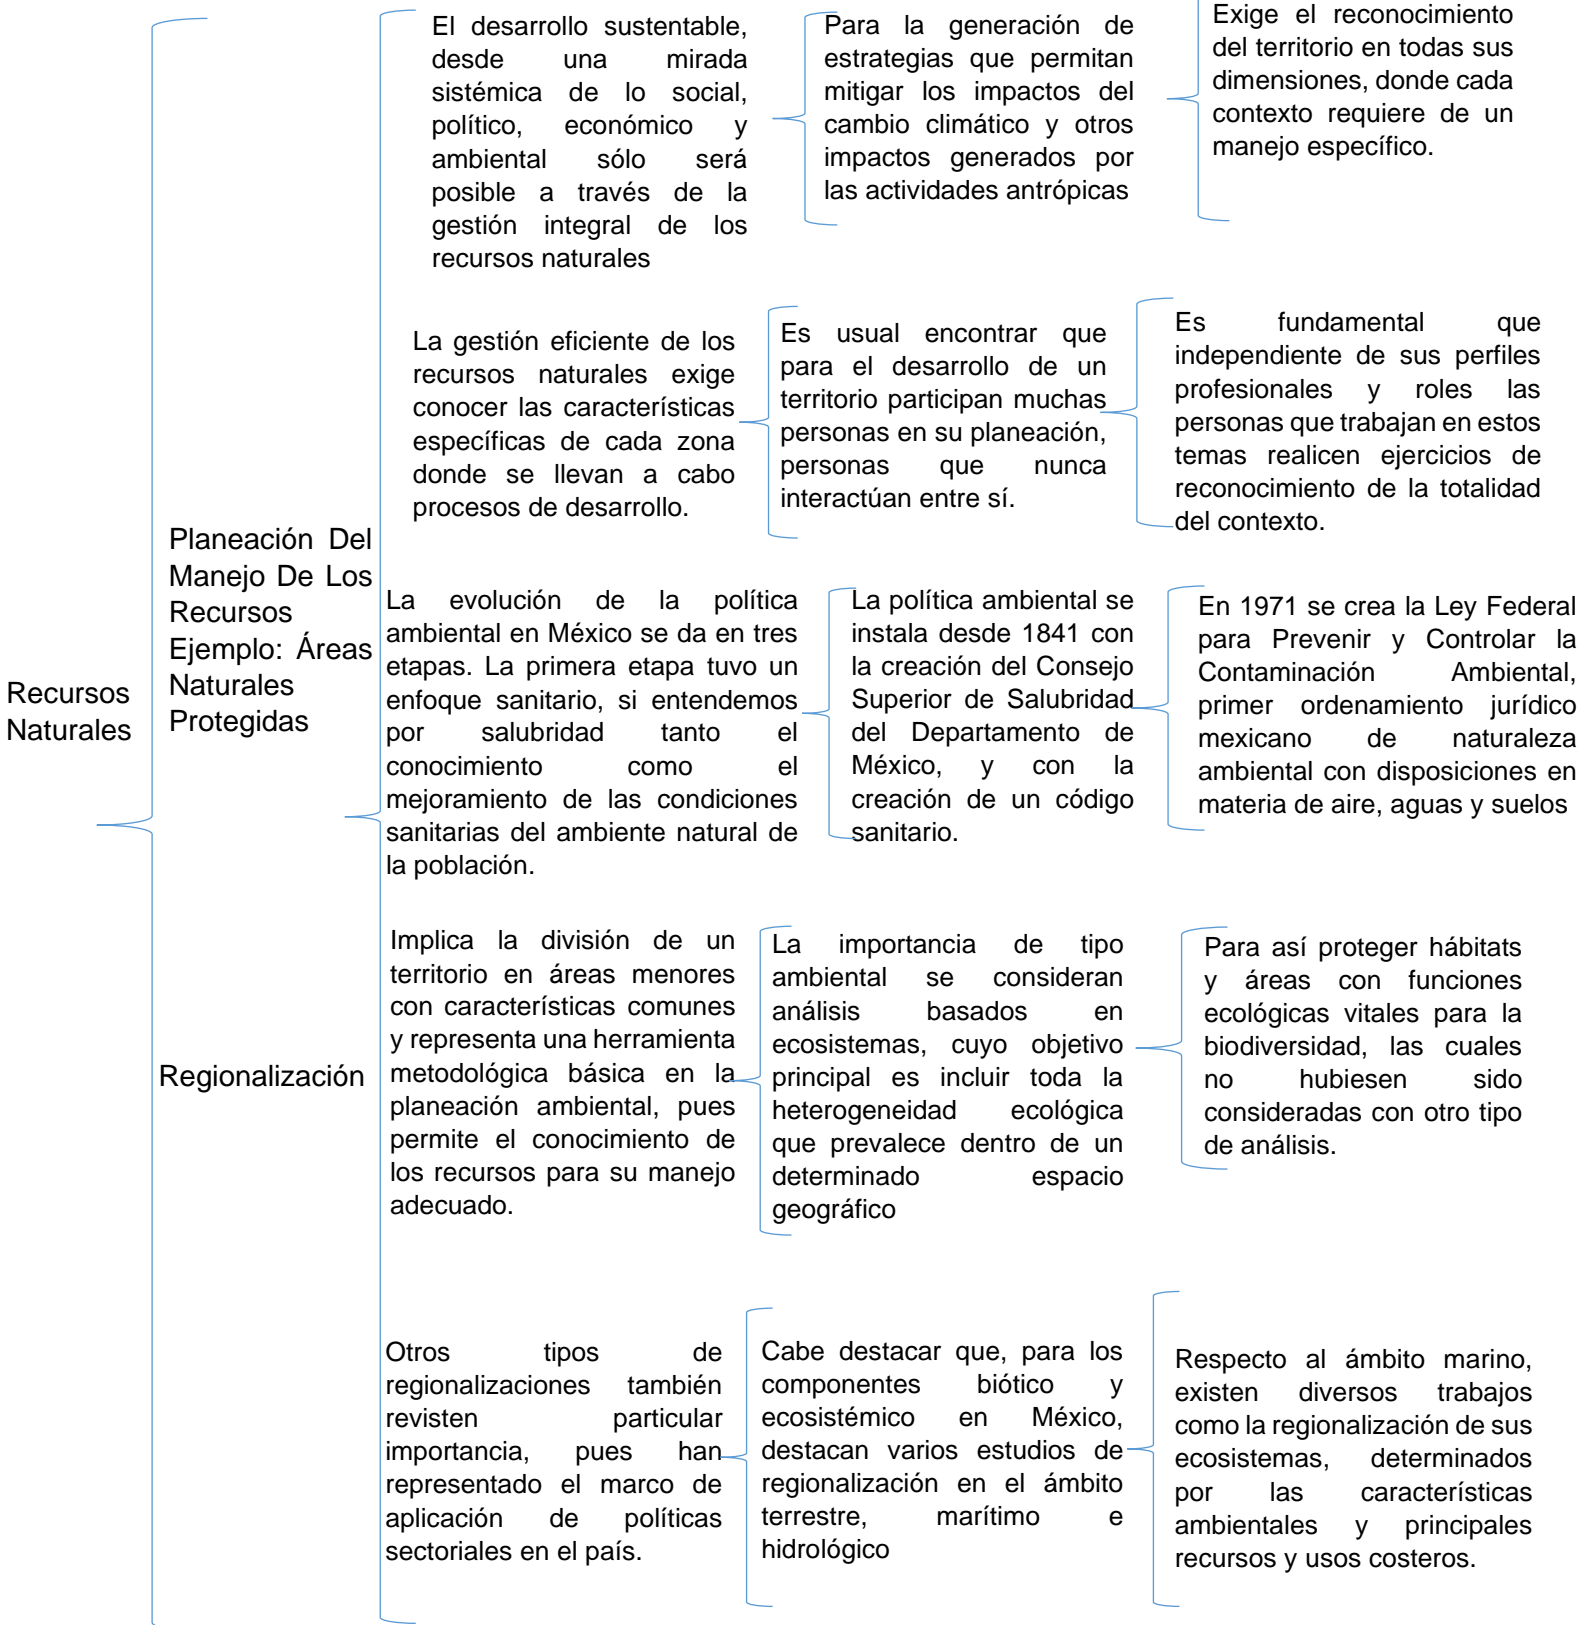 El desarrollo sustentable,
desde una mirada
sistémica de lo social,
político, económico y
ambiental sólo será
posible a través de la
gestión integral de los
recursos naturales
Para la generación de
estrategias que permitan
mitigar los impactos del
cambio climático y otros
impactos generados por
las actividades antrópicas
Exige el reconocimiento
del territorio en todas sus
dimensiones, donde cada
contexto requiere de un
manejo específico.
La gestión eficiente de los
recursos naturales exige
conocer las características
específicas de cada zona
donde se llevan a cabo
procesos de desarrollo.
Es usual encontrar que
para el desarrollo de un
territorio participan muchas
personas en su planeación,
personas que nunca
interactúan entre sí.
Es fundamental que
independiente de sus perfiles
profesionales y roles las
personas que trabajan en estos
temas realicen ejercicios de
reconocimiento de la totalidad
del contexto.
Recursos
Naturales
Planeación Del
Manejo De Los
Recursos
Ejemplo: Áreas
Naturales
Protegidas
La evolución de la política
ambiental en México se da en tres
etapas. La primera etapa tuvo un
enfoque sanitario, si entendemos
por salubridad tanto el
conocimiento como el
mejoramiento de las condiciones
sanitarias del ambiente natural de
la población.
La política ambiental se
instala desde 1841 con
la creación del Consejo
Superior de Salubridad
del Departamento de
México, y con la
creación de un código
sanitario.
En 1971 se crea la Ley Federal
para Prevenir y Controlar la
Contaminación Ambiental,
primer ordenamiento jurídico
mexicano de naturaleza
ambiental con disposiciones en
materia de aire, aguas y suelos
Regionalización
Implica la división de un
territorio en áreas menores
con características comunes
y representa una herramienta
metodológica básica en la
planeación ambiental, pues
permite el conocimiento de
los recursos para su manejo
adecuado.
La importancia de tipo
ambiental se consideran
análisis basados en
ecosistemas, cuyo objetivo
principal es incluir toda la
heterogeneidad ecológica
que prevalece dentro de un
determinado espacio
geográfico
Para así proteger hábitats
y áreas con funciones
ecológicas vitales para la
biodiversidad, las cuales
no hubiesen sido
consideradas con otro tipo
de análisis.
Otros tipos de
regionalizaciones también
revisten particular
importancia, pues han
representado el marco de
aplicación de políticas
sectoriales en el país.
Cabe destacar que, para los
componentes biótico y
ecosistémico en México,
destacan varios estudios de
regionalización en el ámbito
terrestre, marítimo e
hidrológico
Respecto al ámbito marino,
existen diversos trabajos
como la regionalización de sus
ecosistemas, determinados
por las características
ambientales y principales
recursos y usos costeros.